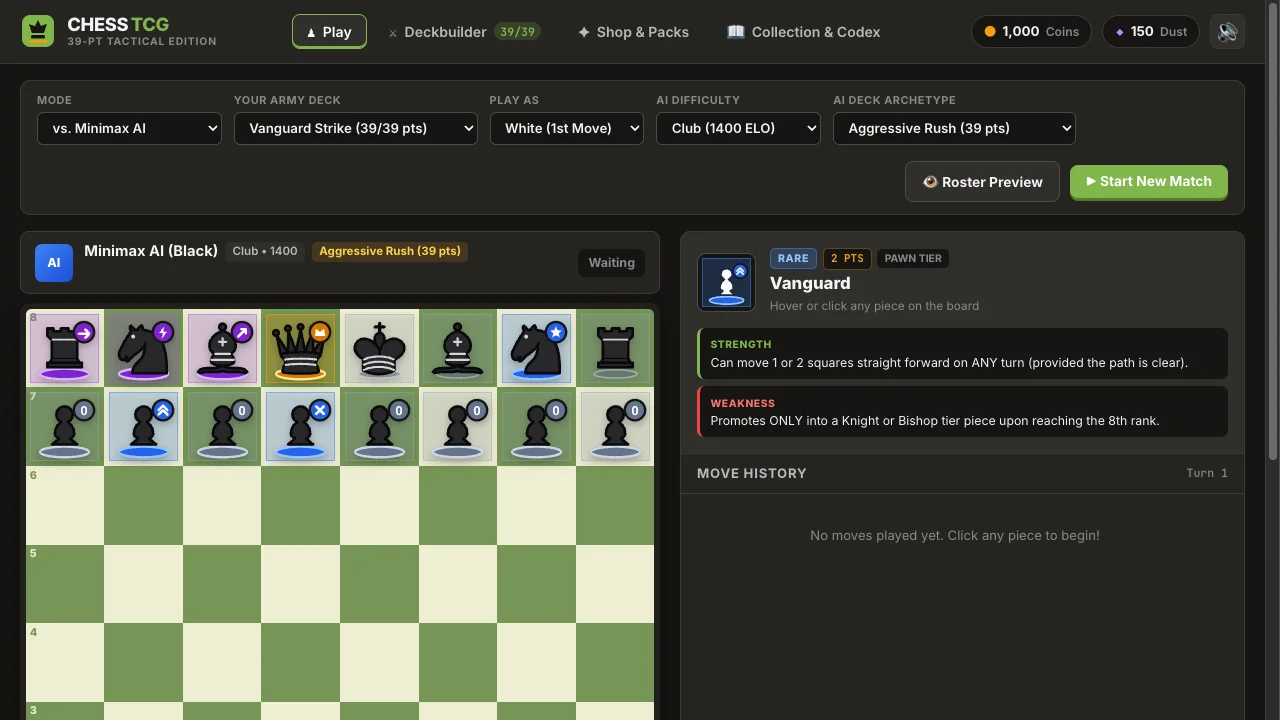 CHESS TCG
39-PT TACTICAL EDITION
Play
Deckbuilder 39/39
Shop & Packs
Collection & Codex
1,000 Coins
150 Dust
MODE
vs. Minimax AI
YOUR ARMY DECK
Vanguard Strike (39/39 pts)
PLAY AS
White (1st Move)
AI DIFFICULTY
Club (1400 ELO)
AI DECK ARCHETYPE
Aggressive Rush (39 pts)
Roster Preview
Start New Match
AI
Minimax AI (Black) Club • 1400 Aggressive Rush (39 pts)
Waiting
8
7 0 0 0 0 0 0
6
5
4
3
RARE 2 PTS PAWN TIER
Vanguard
Hover or click any piece on the board
STRENGTH
Can move 1 or 2 squares straight forward on ANY turn (provided the path is clear).
WEAKNESS
Promotes ONLY into a Knight or Bishop tier piece upon reaching the 8th rank.
MOVE HISTORY Turn 1
No moves played yet. Click any piece to begin!